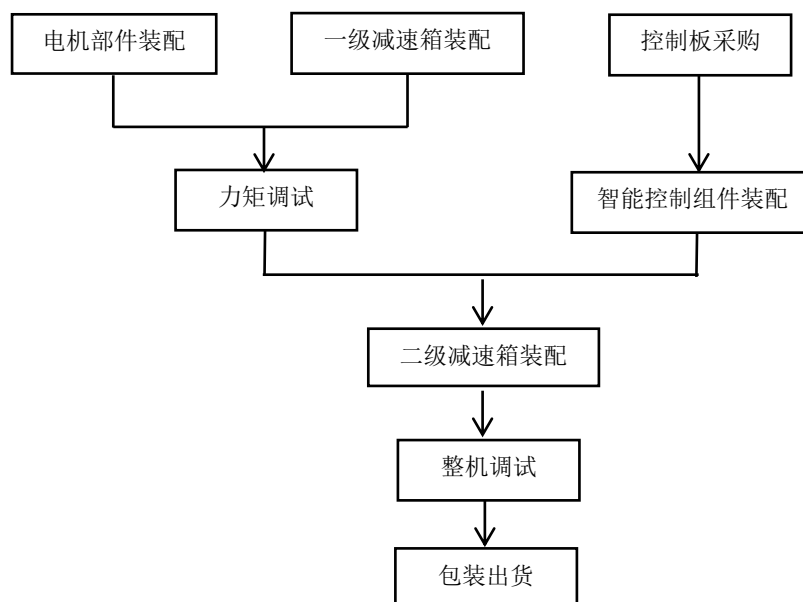 电机部件装配
一级减速箱装配
控制板采购
力矩调试
智能控制组件装配
二级减速箱装配
整机调试
包装出货